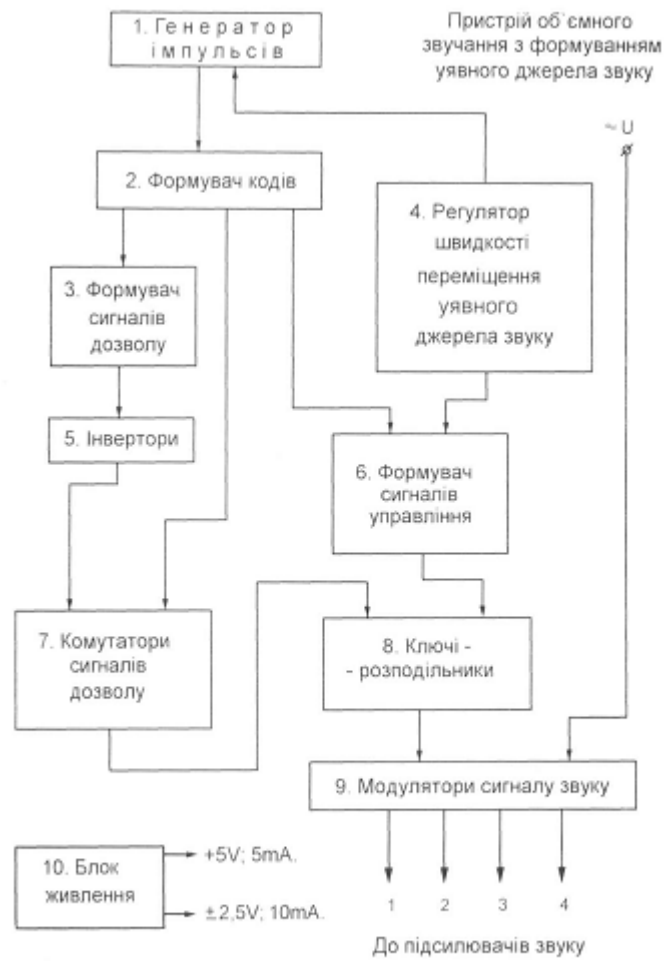 1. Генератор
імпульсів
Пристрій об`ємного
звучання з формуванням
уявного джерела звуку
~ U
2. Формувач кодів
4. Регулятор
швидкості
переміщення
уявного
джерела звуку
3. Формувач
сигналів
дозволу
5. Інвертори
6. Формувач
сигналів
управління
7. Комутатори
сигналів
дозволу
8. Ключі -
- розподільники
9. Модулятори сигналу звуку
10. Блок
живлення
+5V; 5mA.
±2,5V; 10mA.
1 2 3 4
До підсилювачів звуку